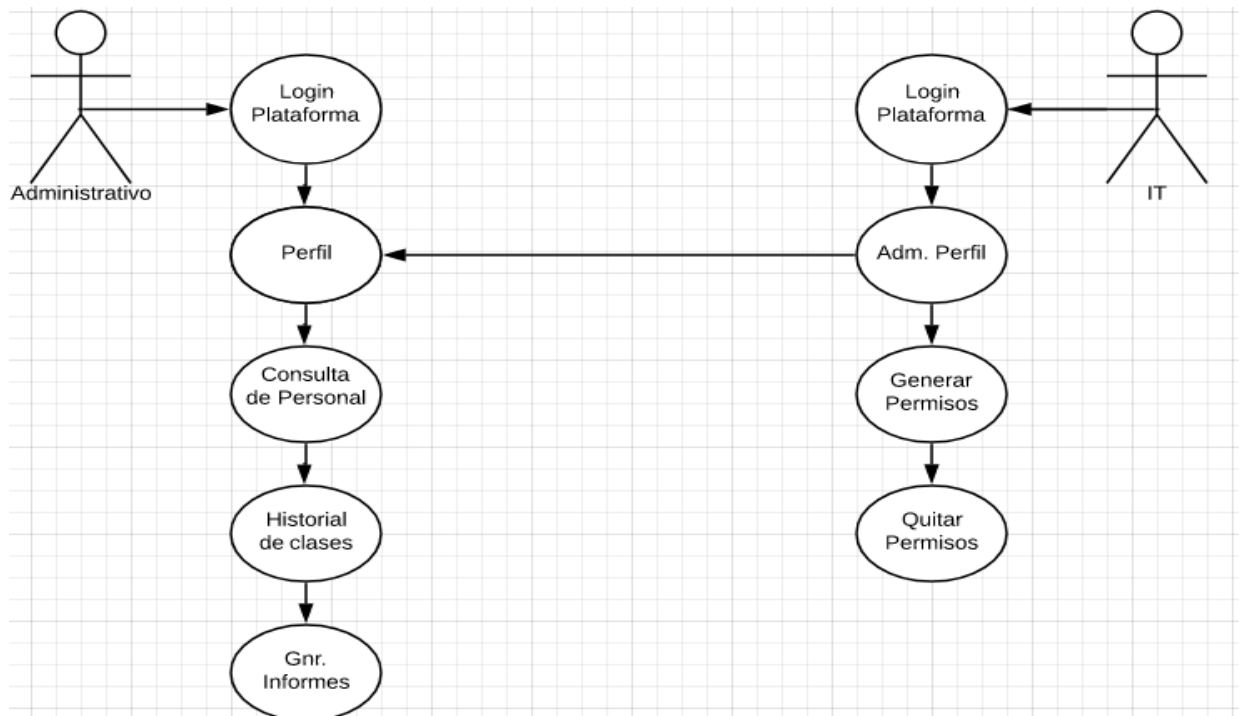 Login
Plataforma
Login
Plataforma
Administrativo
IT
Perfil
Adm. Perfil
Consulta
de Personal
Generar
Permisos
Historial
de clases
Quitar
Permisos
Gnr.
Informes